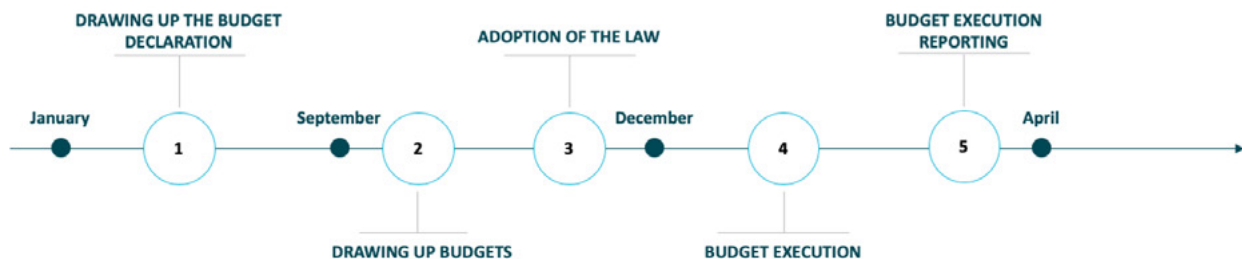 DRAWING UP THE BUDGET
DECLARATION
ADOPTION OF THE LAW
BUDGET EXECUTION
REPORTING
January
September
December
April
1
2
3
4
5
DRAWING UP BUDGETS
BUDGET EXECUTION